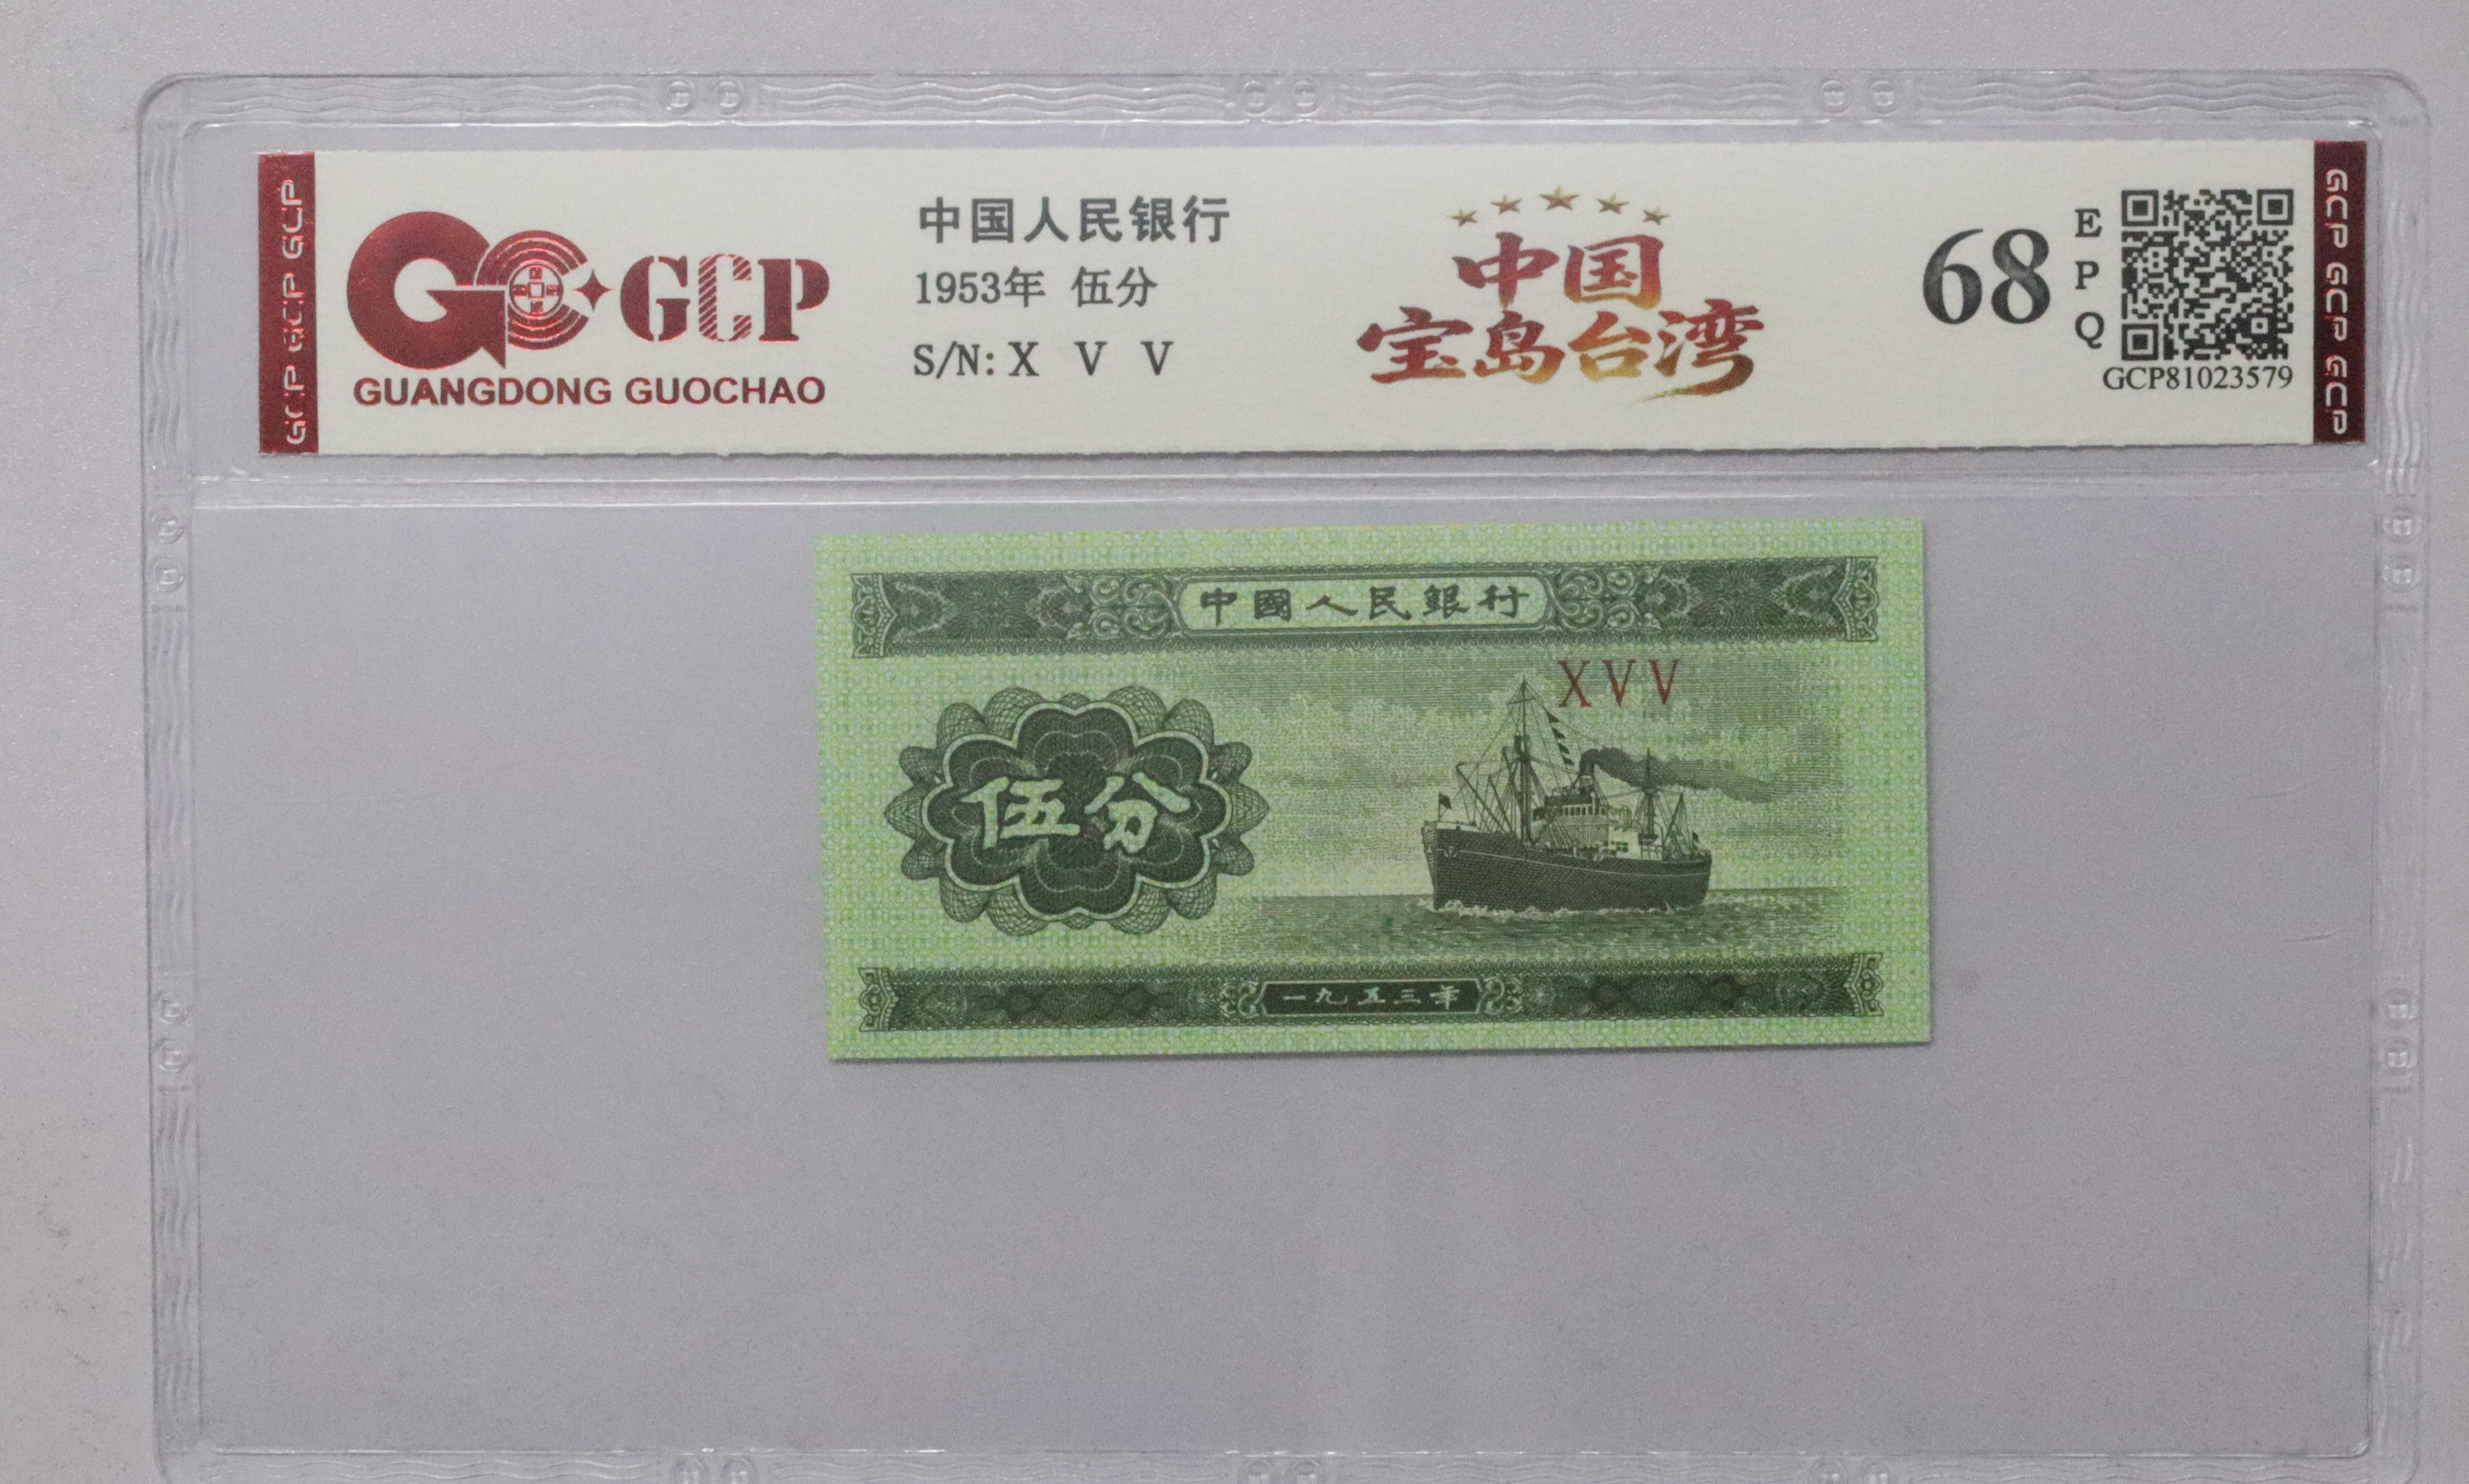 GCP GCP GCP
GCP
GUANGDONG GUOCHAO
中国人民银行
1953年 伍分
S/N: X V V
中国
宝岛台湾
68
EPQ
GCP81023579
GCP GCP GCP
中國人民銀行
XVV
伍分
一九五三年